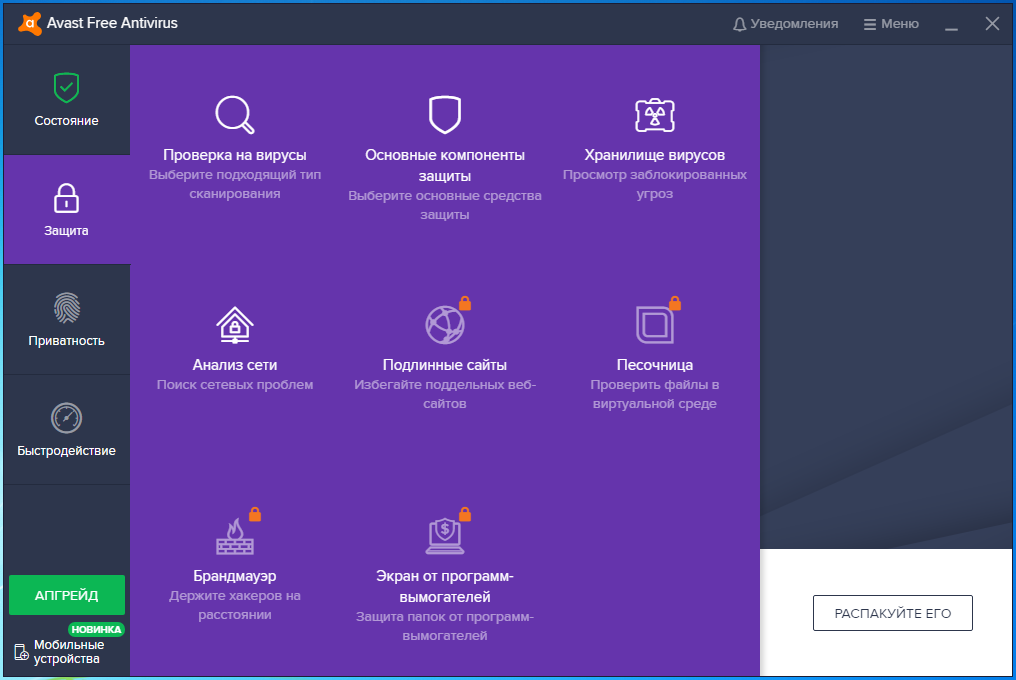 Avast Free Antivirus
Уведомления
Меню
Состояние
Защита
Приватность
Быстродействие
АПГРЕЙД
НОВИНКА
Мобильные
устройства
Проверка на вирусы
Выберите подходящий тип
сканирования
Основные компоненты
защиты
Выберите основные средства
защиты
Хранилище вирусов
Просмотр заблокированных
угроз
Анализ сети
Поиск сетевых проблем
Подлинные сайты
Избегайте поддельных веб-
сайтов
Песочница
Проверить файлы в
виртуальной среде
Брандмауэр
Держите хакеров на
расстоянии
Экран от программ-
вымогателей
Защита папок от программ-
вымогателей
РАСПАКУЙТЕ ЕГО